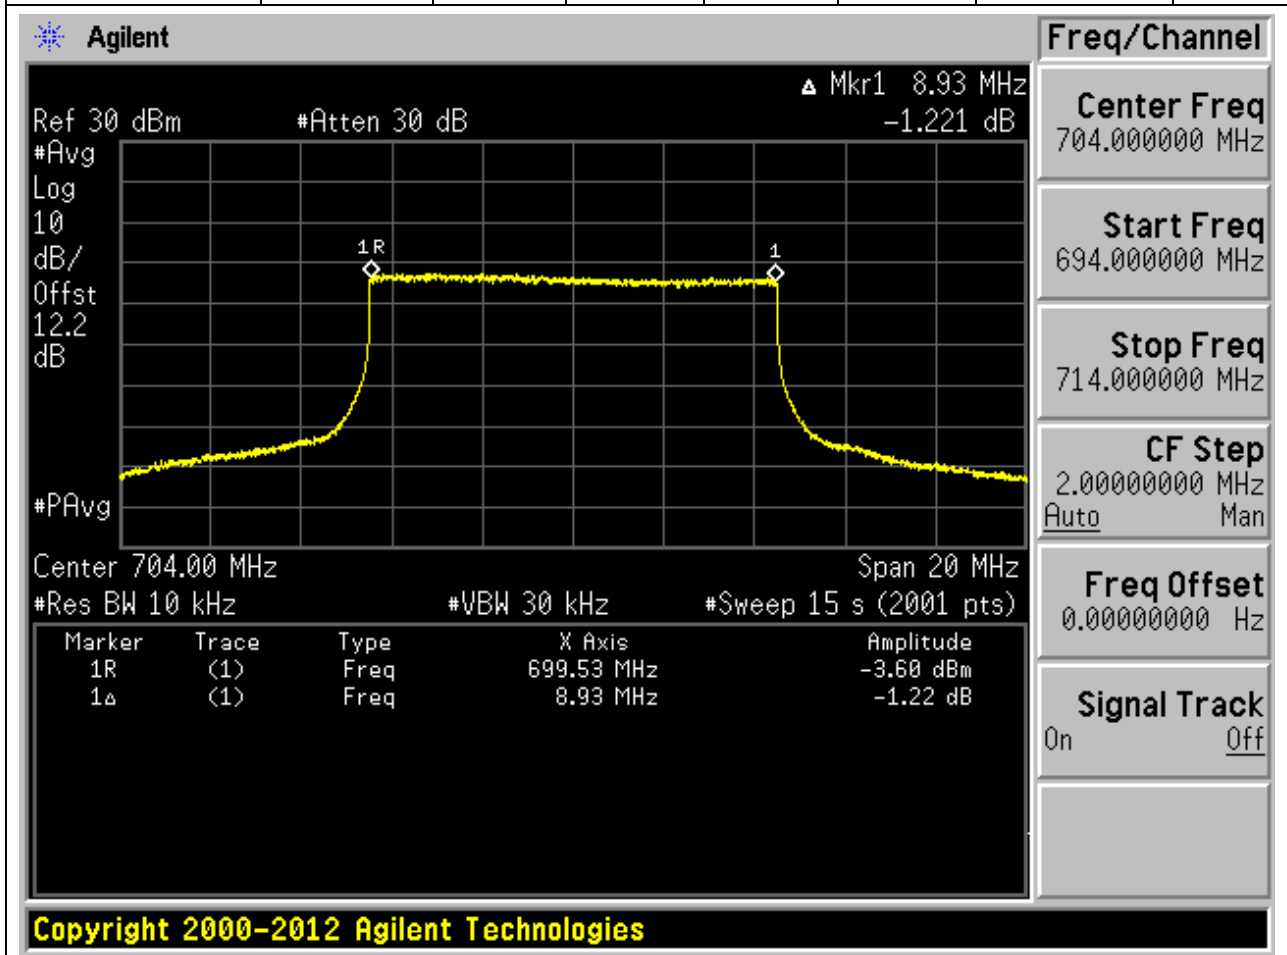 Agilent
Freq/Channel
Δ Mkr1 8.93 MHz
Ref 30 dBm #Atten 30 dB -1.221 dB
#Avg
Log
10
dB/
Offst
12.2
dB
#PAvg
1R
1
Center 704.00 MHz Span 20 MHz
#Res BW 10 kHz #VBW 30 kHz #Sweep 15 s (2001 pts)
Marker Trace Type X Axis Amplitude
1R (1) Freq 699.53 MHz -3.60 dBm
1Δ (1) Freq 8.93 MHz -1.22 dB
Center Freq
704.000000 MHz
Start Freq
694.000000 MHz
Stop Freq
714.000000 MHz
CF Step
2.00000000 MHz
Auto Man
Freq Offset
0.00000000 Hz
Signal Track
On Off
Copyright 2000-2012 Agilent Technologies